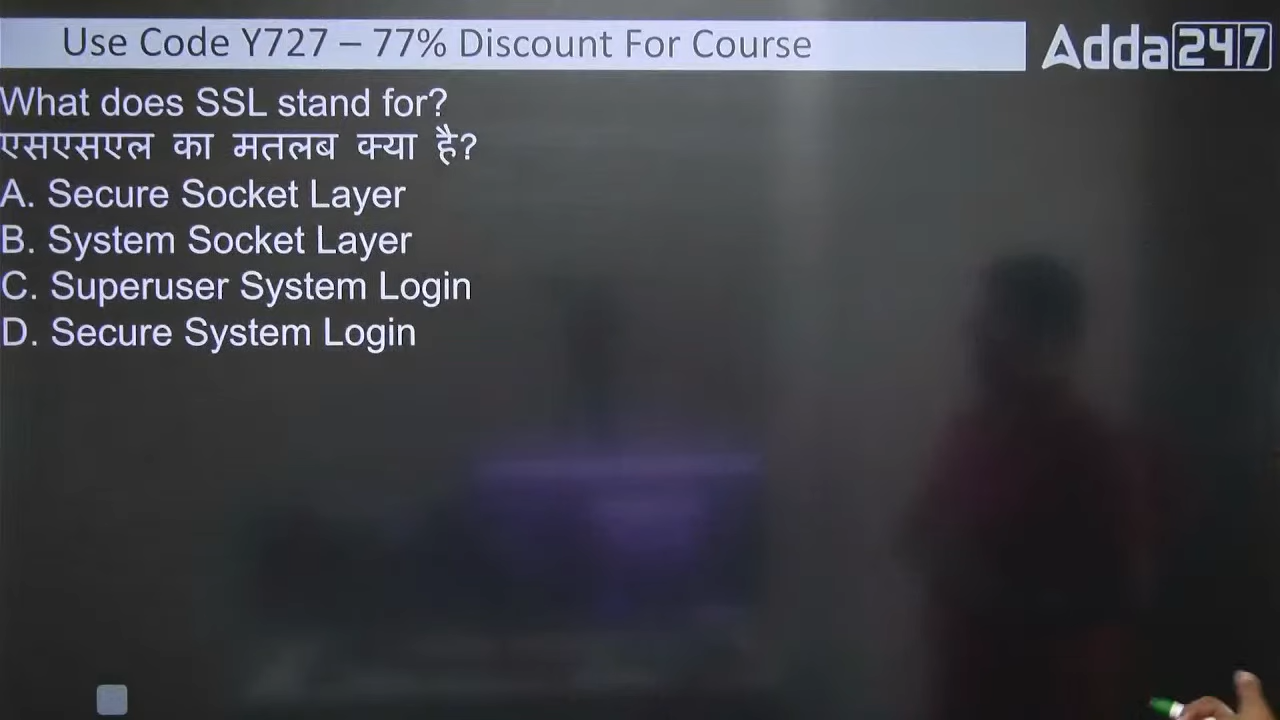 Use Code Y727 – 77% Discount For Course
Adda247
What does SSL stand for?
एसएसएल का मतलब क्या है?
A. Secure Socket Layer
B. System Socket Layer
C. Superuser System Login
D. Secure System Login